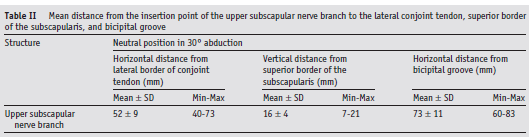 Table II Mean distance from the insertion point of the upper subscapular nerve branch to the lateral conjoint tendon, superior border
of the subscapularis, and bicipital groove
Structure Neutral position in 30° abduction
Horizontal distance from Vertical distance from Horizontal distance from
lateral border of conjoint superior border of the bicipital groove (mm)
tendon (mm) subscapularis (mm)
Mean ± SD Min-Max Mean ± SD Min-Max Mean ± SD Min-Max
Upper subscapular 52 ± 9 40-73 16 ± 4 7-21 73 ± 11 60-83
nerve branch